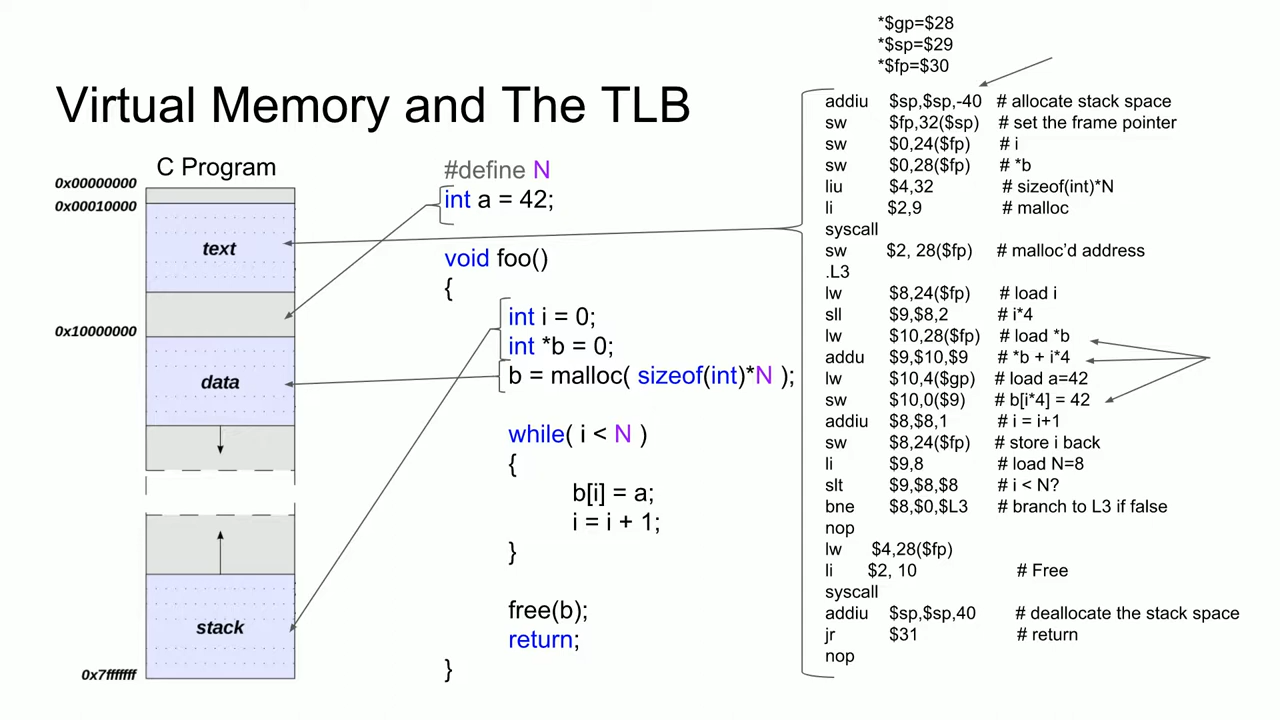 *$gp=$28
*$sp=$29
*$fp=$30
Virtual Memory and The TLB
C Program
0x00000000
0x00010000
text
0x10000000
data
stack
0x7fffffff
#define N
int a = 42;
void foo()
{
int i = 0;
int *b = 0;
b = malloc( sizeof(int)*N );
while( i < N )
{
b[i] = a;
i = i + 1;
}
free(b);
return;
}
addiu $sp,$sp,-40 # allocate stack space
sw $fp,32($sp) # set the frame pointer
sw $0,24($fp) # i
sw $0,28($fp) # *b
liu $4,32 # sizeof(int)*N
li $2,9 # malloc
syscall
sw $2, 28($fp) # malloc’d address
.L3
lw $8,24($fp) # load i
sll $9,$8,2 # i*4
lw $10,28($fp) # load *b
addu $9,$10,$9 # *b + i*4
lw $10,4($gp) # load a=42
sw $10,0($9) # b[i*4] = 42
addiu $8,$8,1 # i = i+1
sw $8,24($fp) # store i back
li $9,8 # load N=8
slt $9,$8,$8 # i < N?
bne $8,$0,$L3 # branch to L3 if false
nop
lw $4,28($fp)
li $2, 10 # Free
syscall
addiu $sp,$sp,40 # deallocate the stack space
jr $31 # return
nop